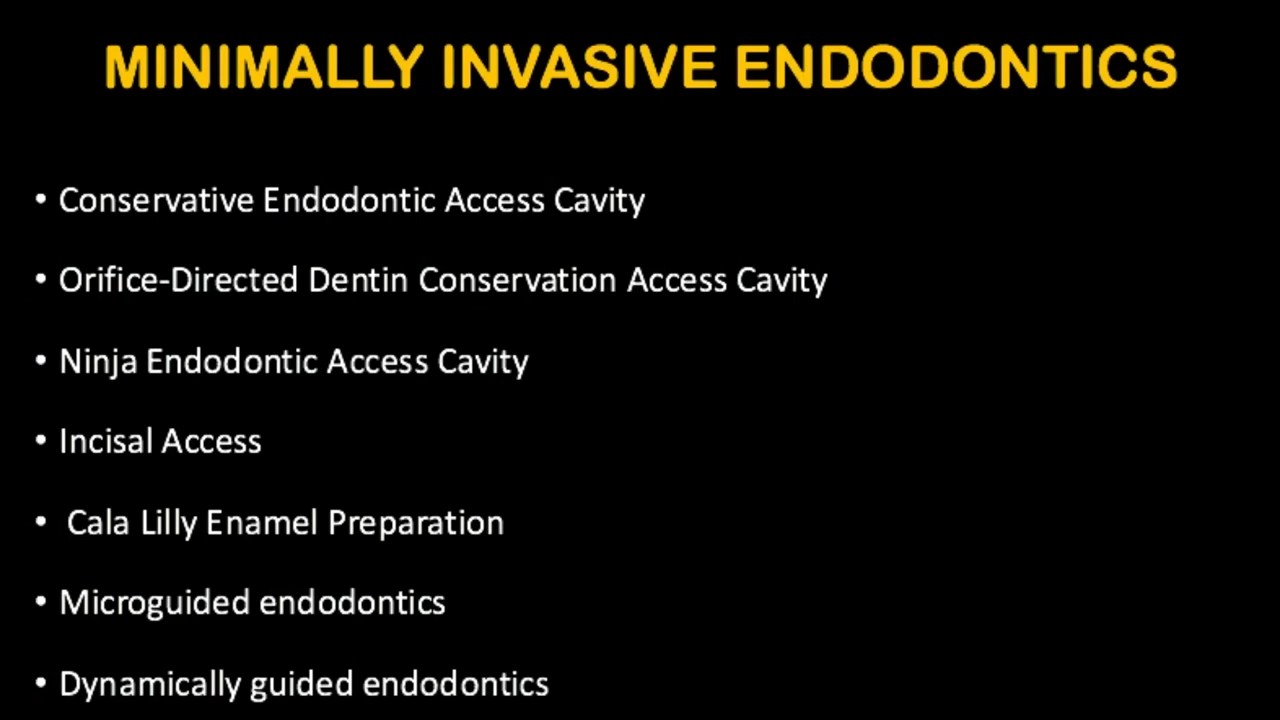 MINIMALLY INVASIVE ENDODONTICS
• Conservative Endodontic Access Cavity
• Orifice-Directed Dentin Conservation Access Cavity
• Ninja Endodontic Access Cavity
• Incisal Access
• Cala Lilly Enamel Preparation
• Microguided endodontics
• Dynamically guided endodontics